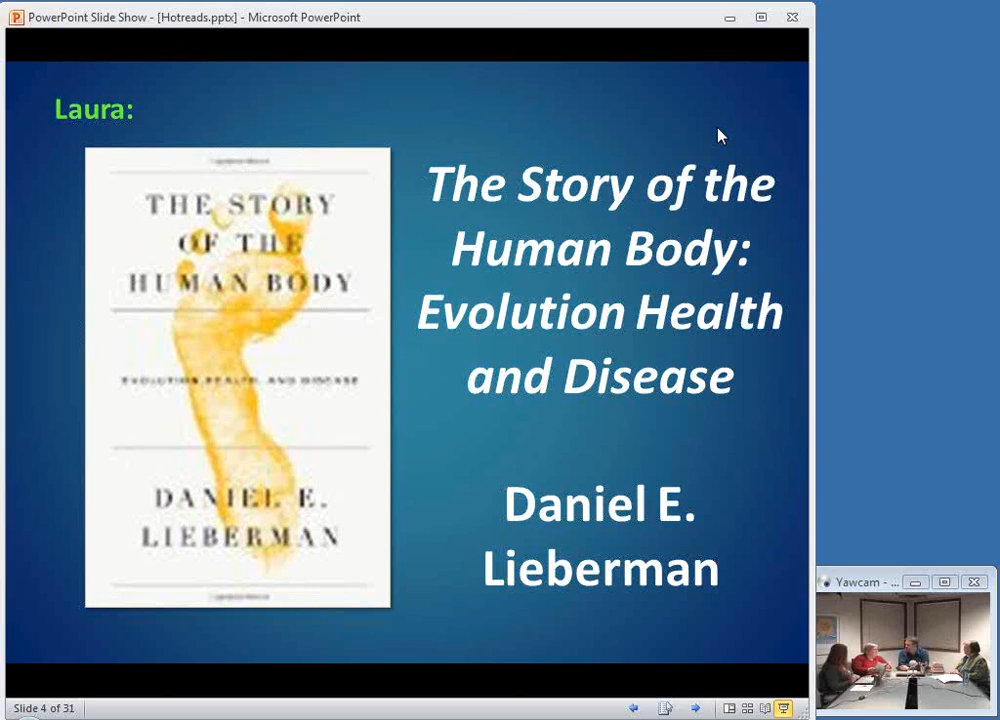 PowerPoint Slide Show - [Hotreads.pptx] - Microsoft PowerPoint
Laura:
THE STORY
OF THE
HUMAN BODY
EVOLUTION, HEALTH, AND DISEASE
DANIEL E.
LIEBERMAN
The Story of the
Human Body:
Evolution Health
and Disease
Daniel E.
Lieberman
Yawcam - ...
Slide 4 of 31